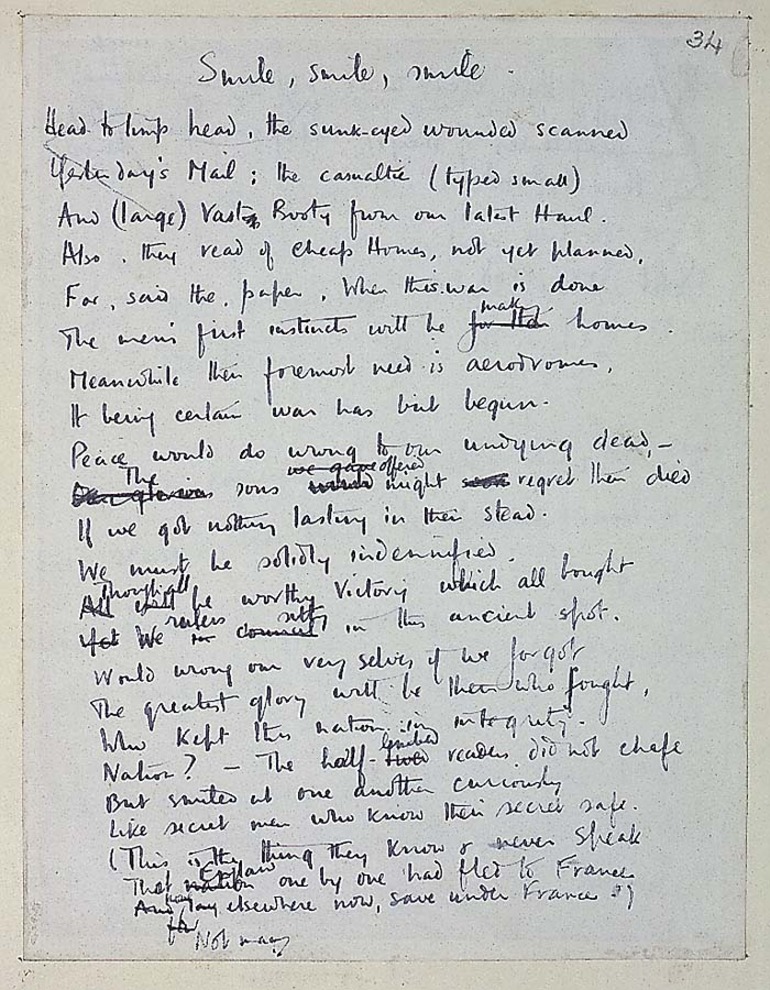 34
Smile, smile, smile.
Head to limp head, the sunk-eyed wounded scanned
Yesterday's Mail; the casualties (typed small)
And (large) Vast Booty from our latest Haul.
Also, they read of Cheap Homes, not yet planned,
For, said the paper, When this war is done
The men's first instincts will be making homes.
Meanwhile their foremost need is aerodromes,
It being certain war has but begun.
Peace would do wrong to our undying dead,—
The sons we offered might regret they died
If we got nothing lasting in their stead.
We must be solidly indemnified.
Though all be worthy Victory which all bought
We rulers sitting in this ancient spot.
Would wrong our very selves if we forgot
The greatest glory will be theirs who fought,
Who kept this nation in integrity.
Nation? — The half-limbed readers did not chafe
But smiled at one another curiously
Like secret men who know their secret safe.
(This is the thing they know & never speak
That England one by one had fled to France
Not many elsewhere now, save under France.)